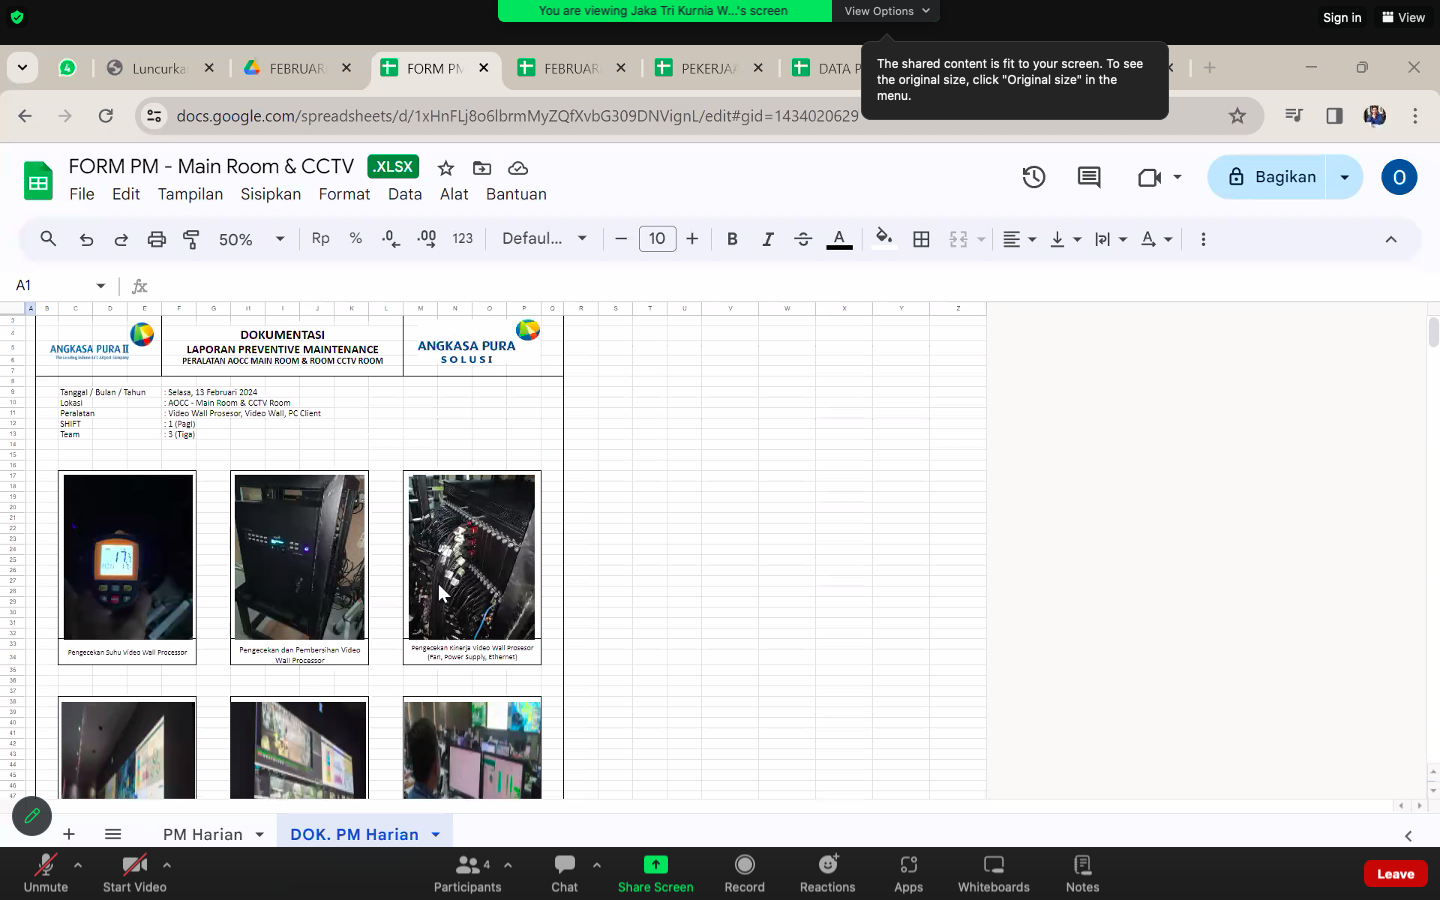 You are viewing Jaka Tri Kurnia W...'s screen
View Options
Sign in
View
The shared content is fit to your screen. To see
the original size, click "Original size" in the
menu.
4
Luncurka
FEBRUAR
FORM PM
FEBRUAR
PEKERJAA
DATA P
docs.google.com/spreadsheets/d/1xHnFLj8o6lbrmMyZQfXvbG309DNVignL/edit#gid=1434020629
FORM PM - Main Room & CCTV
.XLSX
File Edit Tampilan Sisipkan Format Data Alat Bantuan
Bagikan
O
50%
Rp % .0 .00 123
Defaul...
10
B I A
A1
fx
A B C D E F G H I J K L M N O P Q R S T U V W X Y Z
ANGKASA PURA II
DOKUMENTASI
LAPORAN PREVENTIVE MAINTENANCE
PERALATAN AOCC MAIN ROOM & ROOM CCTV ROOM
ANGKASA PURA
SOLUSI
Tanggal / Bulan / Tahun : Selasa, 13 Februari 2024
Lokasi : AOCC - Main Room & CCTV Room
Peralatan : Video Wall Prosesor, Video Wall, PC Client
SHIFT : 1 (Pagi)
Team : 3 (Tiga)
Pengecekan Suhu Video Wall Processor
Pengecekan dan Pembersihan Video
Wall Processor
Pengecekan Kinerja Video Wall Prosesor
(Fan, Power Supply, Ethernet)
PM Harian
DOK. PM Harian
Unmute
Start Video
Participants
4
Chat
Share Screen
Record
Reactions
Apps
Whiteboards
Notes
Leave